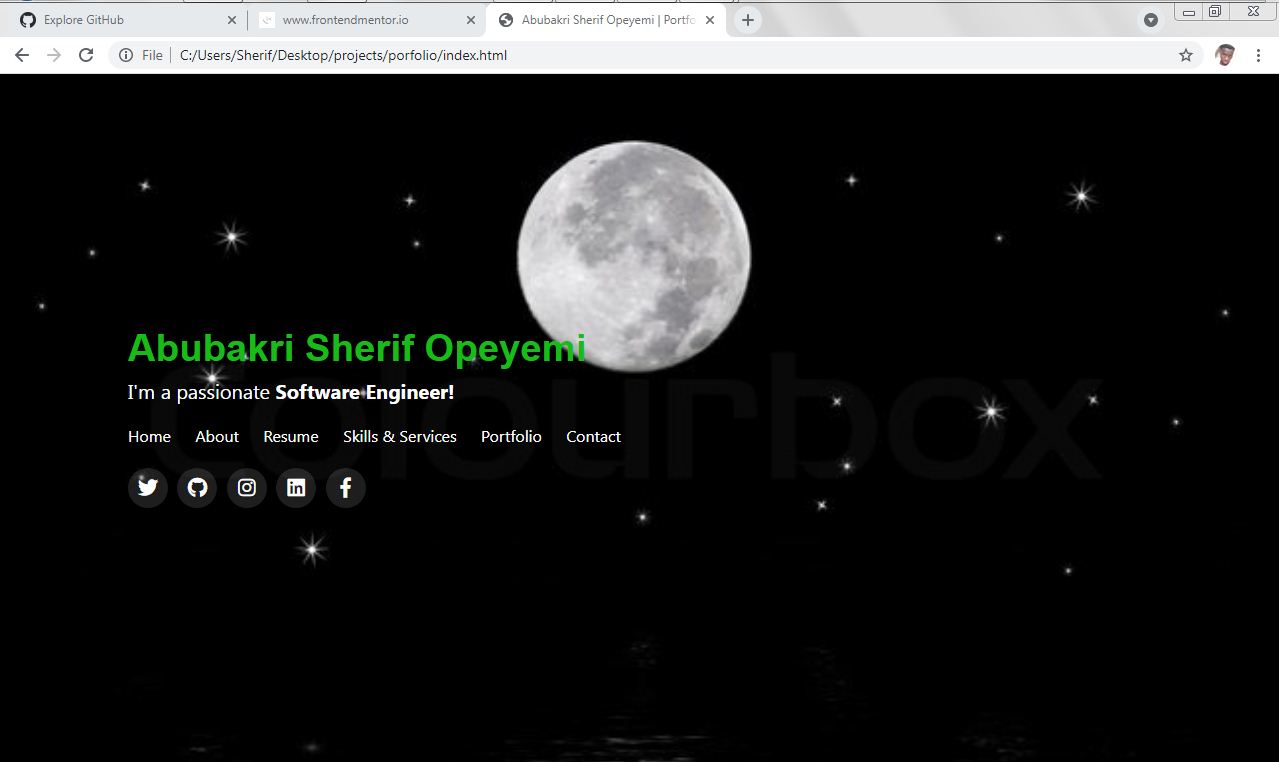 Explore GitHub
www.frontendmentor.io
Abubakri Sherif Opeyemi | Portfo
File
C:/Users/Sherif/Desktop/projects/porfolio/index.html
Abubakri Sherif Opeyemi
I'm a passionate Software Engineer!
Home About Resume Skills & Services Portfolio Contact
colourbox